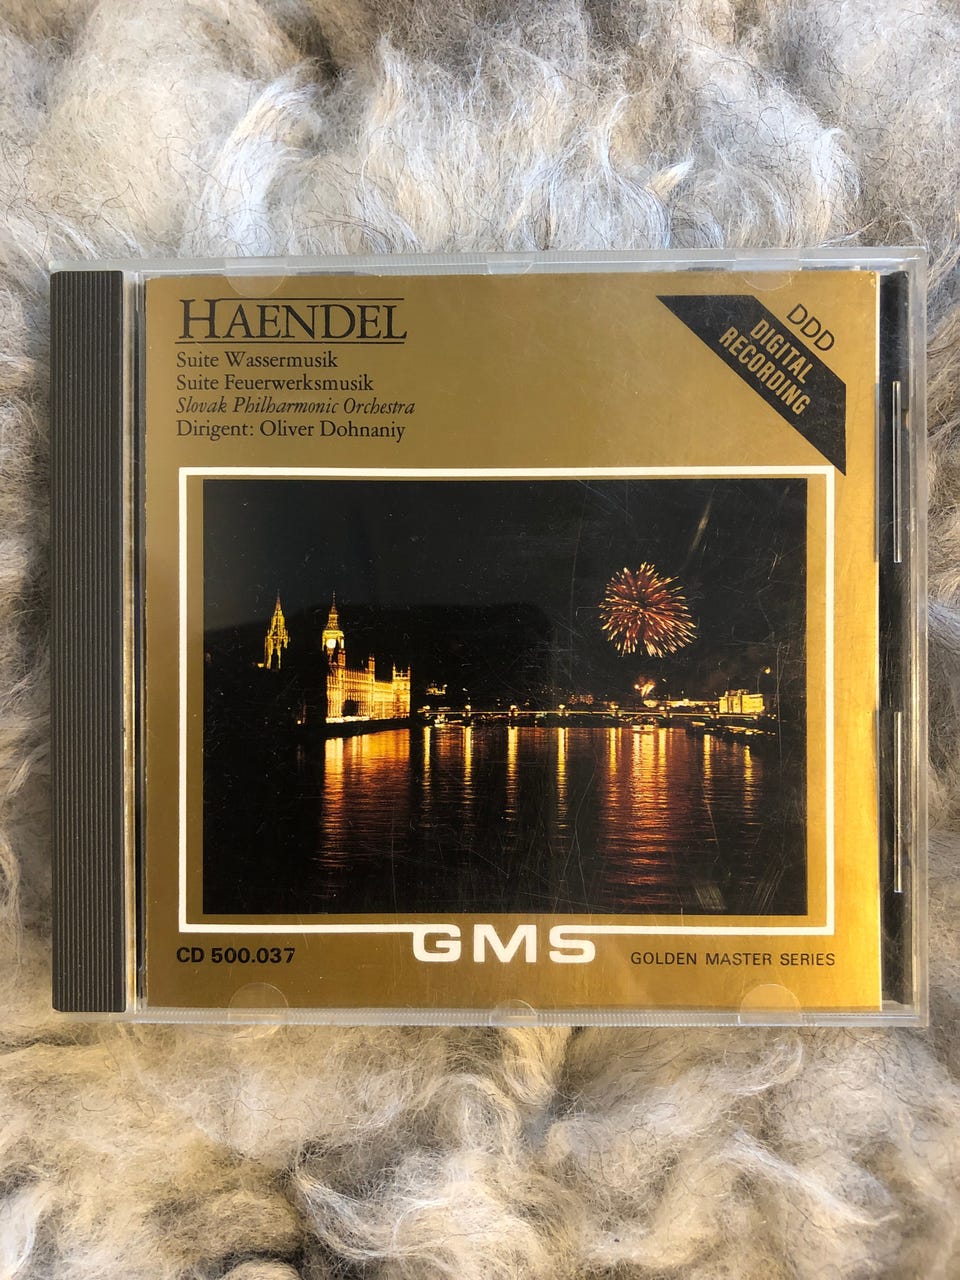 HAENDEL
Suite Wassermusik
Suite Feuerwerksmusik
Slovak Philharmonic Orchestra
Dirigent: Oliver Dohnaniy
DDD
DIGITAL
RECORDING
CD 500.037
GMS
GOLDEN MASTER SERIES